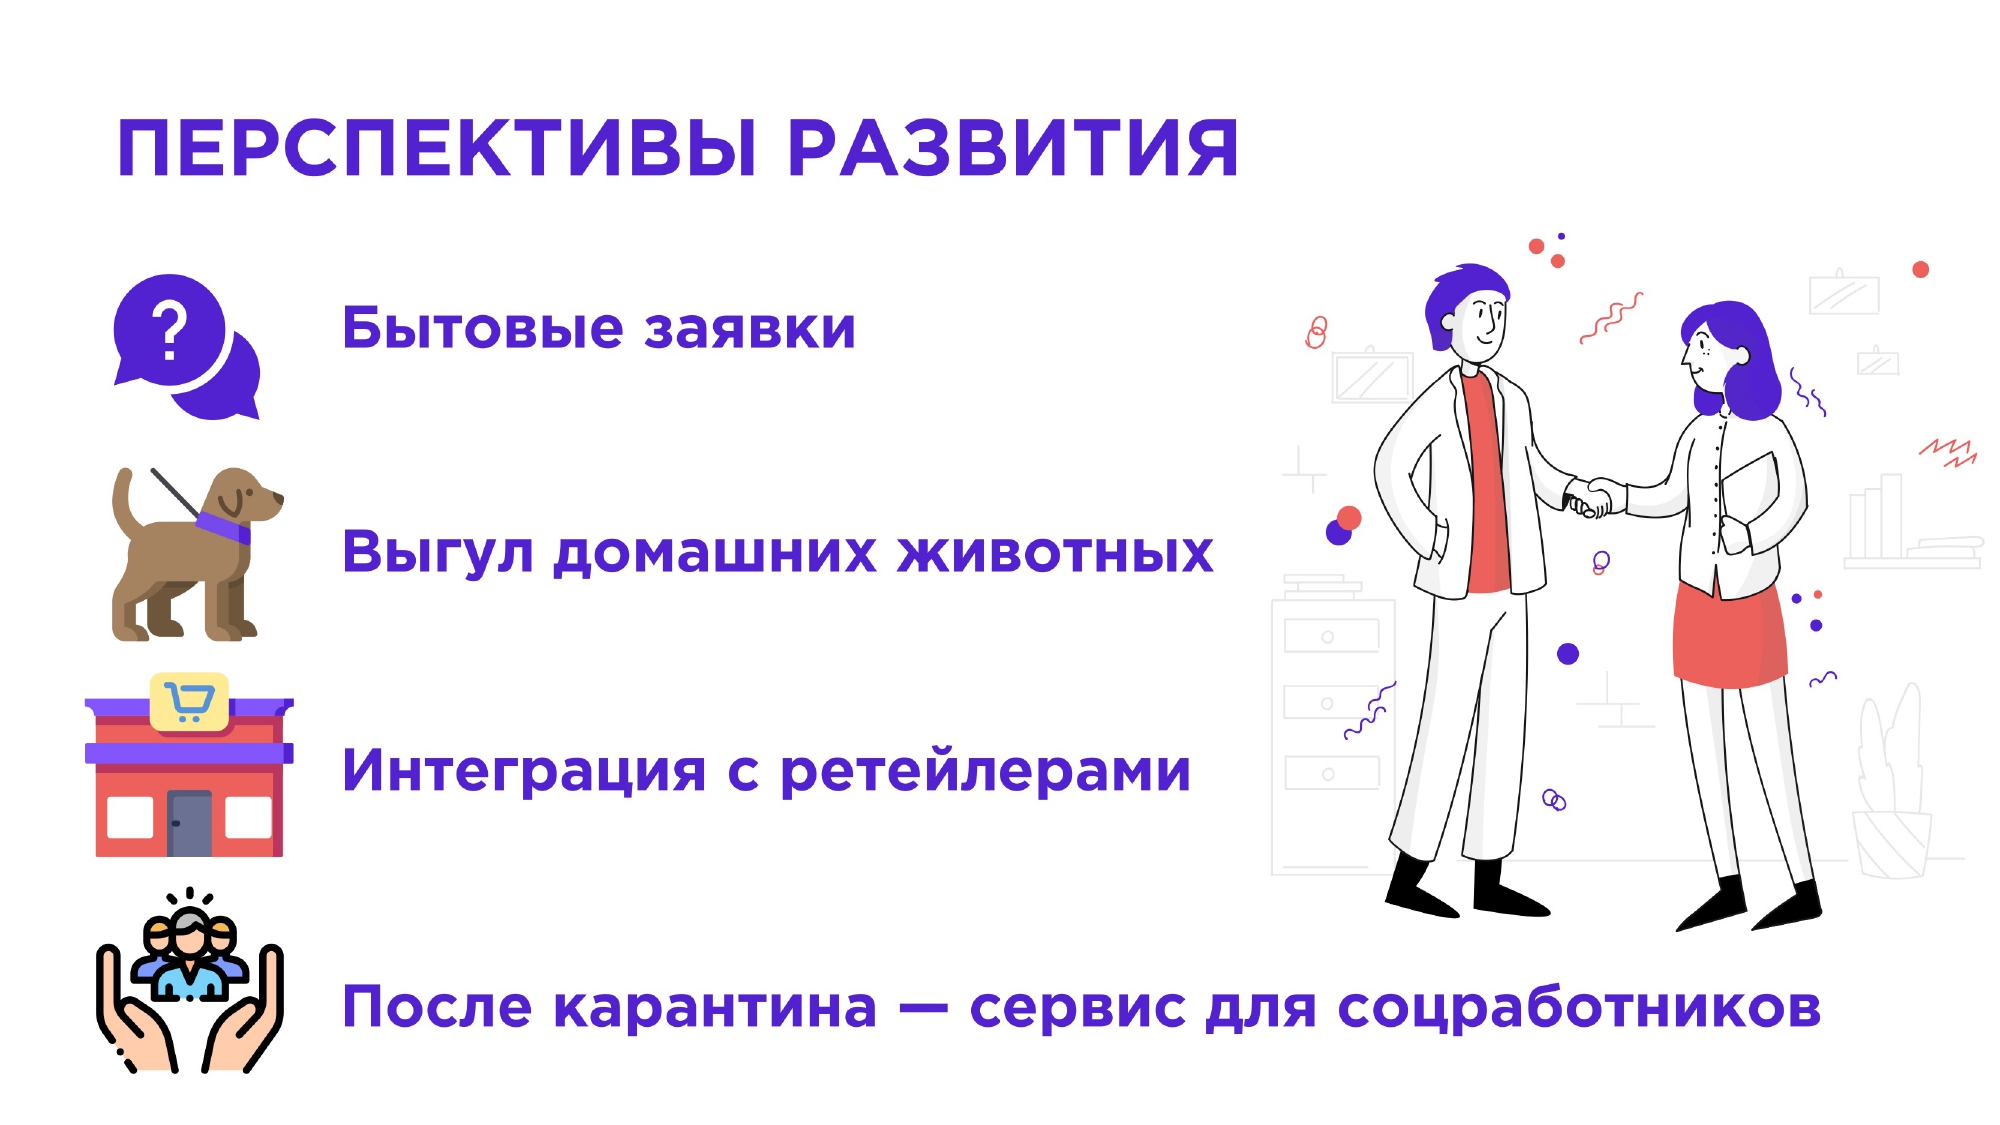 ПЕРСПЕКТИВЫ РАЗВИТИЯ
?
Бытовые заявки
Выгул домашних животных
Интеграция с ретейлерами
После карантина — сервис для соцработников